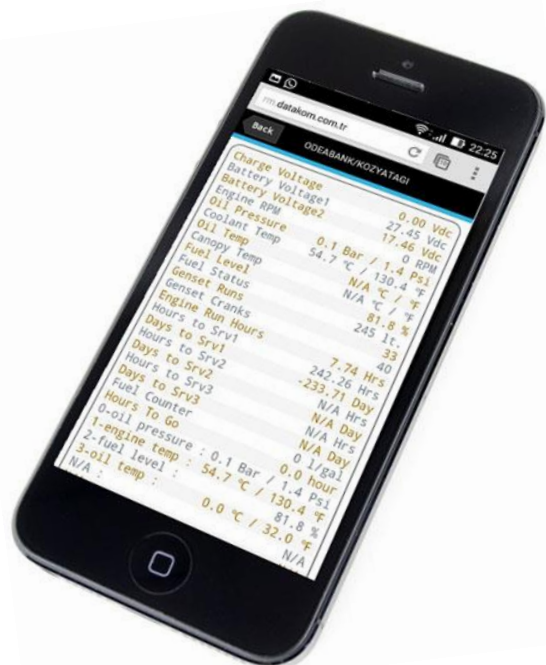 22:25
rm.datakom.com.tr
Back
ODEABANK/KOZYATAGI
Charge Voltage 0.00 Vdc
Battery Voltage1 27.45 Vdc
Battery Voltage2 17.46 Vdc
Engine RPM 0 RPM
Oil Pressure 0.1 Bar / 1.4 Psi
Coolant Temp 54.7 °C / 130.4 °F
Oil Temp N/A °C / °F
Canopy Temp N/A °C / °F
Fuel Level 81.8 %
Fuel Status 245 lt.
Genset Runs 33
Genset Cranks 40
Engine Run Hours 7.74 Hrs
Hours to Srv1 242.26 Hrs
Days to Srv1 .233.71 Day
Hours to Srv2 N/A Hrs
Days to Srv2 N/A Day
Hours to Srv3 N/A Hrs
Days to Srv3 N/A Day
Fuel Counter 0 l/gal
Hours To Go 0.0 hour
0-oil pressure : 0.1 Bar / 1.4 Psi
1-engine temp : 54.7 °C / 130.4 °F
2-fuel level : 81.8 %
3-oil temp : 0.0 °C / 32.0 °F
N/A : N/A